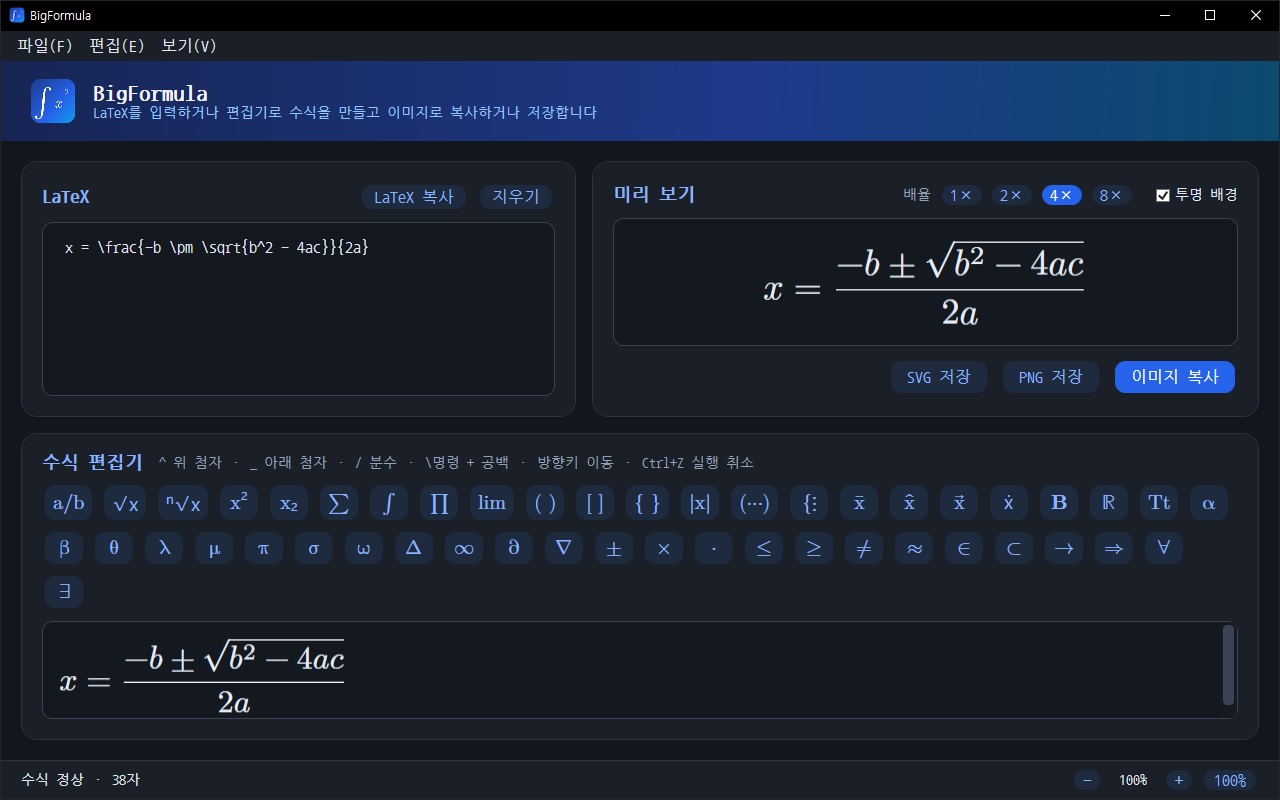 BigFormula
파일(F) 편집(E) 보기(V)
BigFormula
LaTeX를 입력하거나 편집기로 수식을 만들고 이미지로 복사하거나 저장합니다
LaTeX LaTeX 복사 지우기
x = \frac{-b \pm \sqrt{b^2 - 4ac}}{2a}
미리 보기 배율 1× 2× 4× 8× 투명 배경
x = \frac{-b ± \sqrt{b^2 - 4ac}}{2a}
SVG 저장 PNG 저장 이미지 복사
수식 편집기 ^ 위 첨자 · _ 아래 첨자 · / 분수 · \명령 + 공백 · 방향키 이동 · Ctrl+Z 실행 취소
a/b √x ⁿ√x x² x₂ ∑ ∫ ∏ lim ( ) [ ] { } |x| (⋯) {⋮ x̄ x̂ x⃗ ẋ B ℝ Tt α
β θ λ μ π σ ω Δ ∞ ∂ ∇ ± × · ≤ ≥ ≠ ≈ ∈ ⊂ → ⇒ ∀
∃
x = \frac{-b ± \sqrt{b^2 - 4ac}}{2a}
수식 정상 · 38자 − 100% + 100%